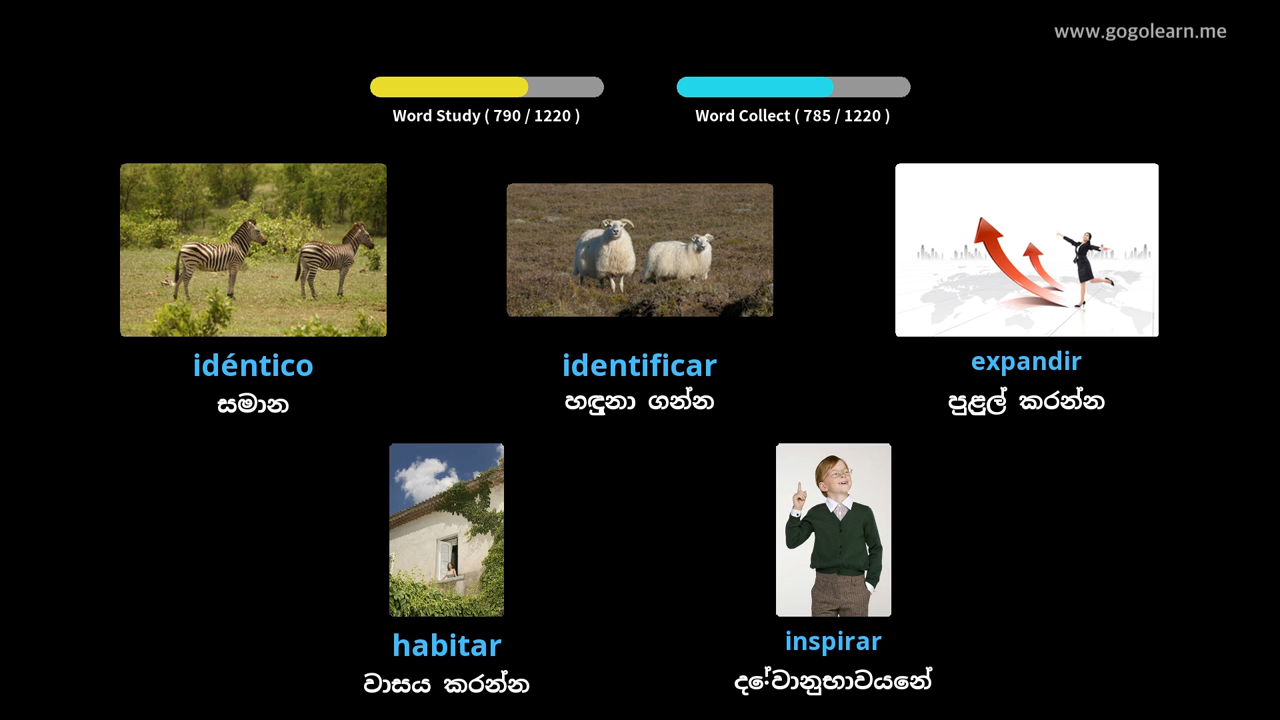 www.gogolearn.me
Word Study ( 790 / 1220 )
Word Collect ( 785 / 1220 )
idéntico
සමාන
identificar
හඳුනා ගන්න
expandir
පුළුල් කරන්න
habitar
වාසය කරන්න
inspirar
දේවානුභාවයනේ